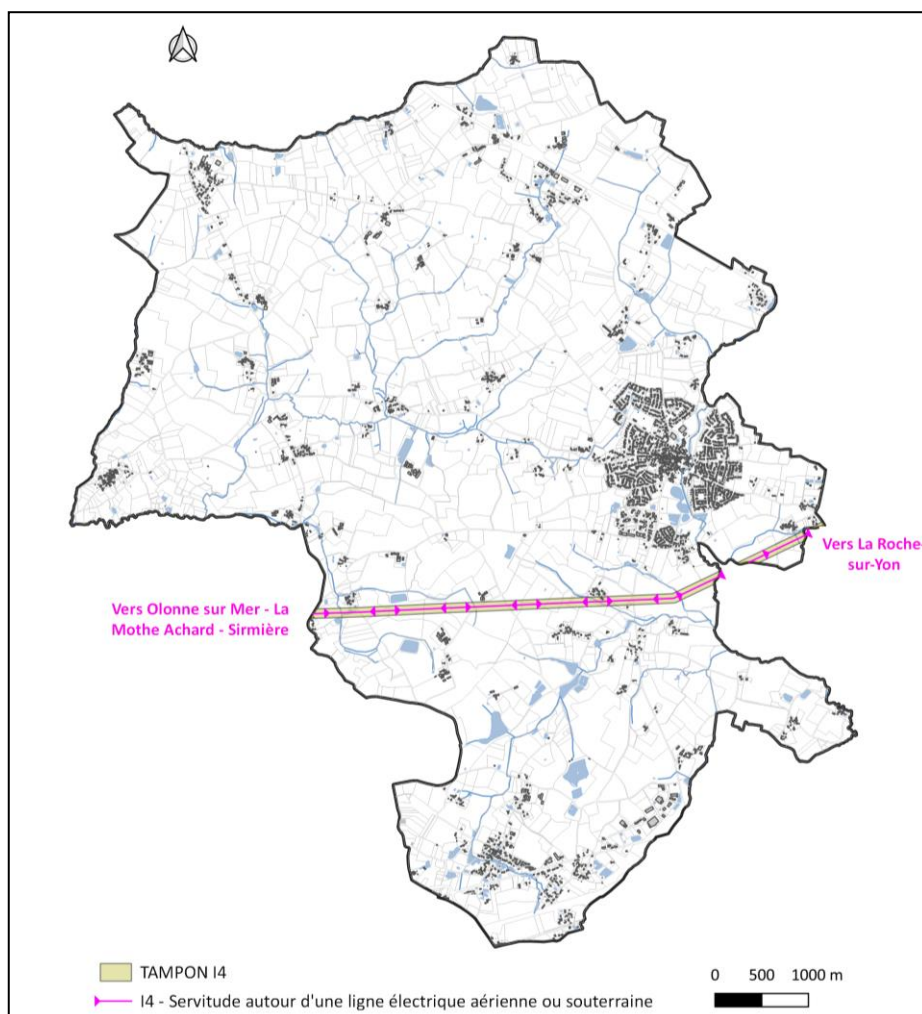 Vers La Roche-
sur-Yon
Vers Olonne sur Mer - La
Mothe Achard - Sirmière
TAMPON I4
I4 - Servitude autour d'une ligne électrique aérienne ou souterraine
0 500 1000 m